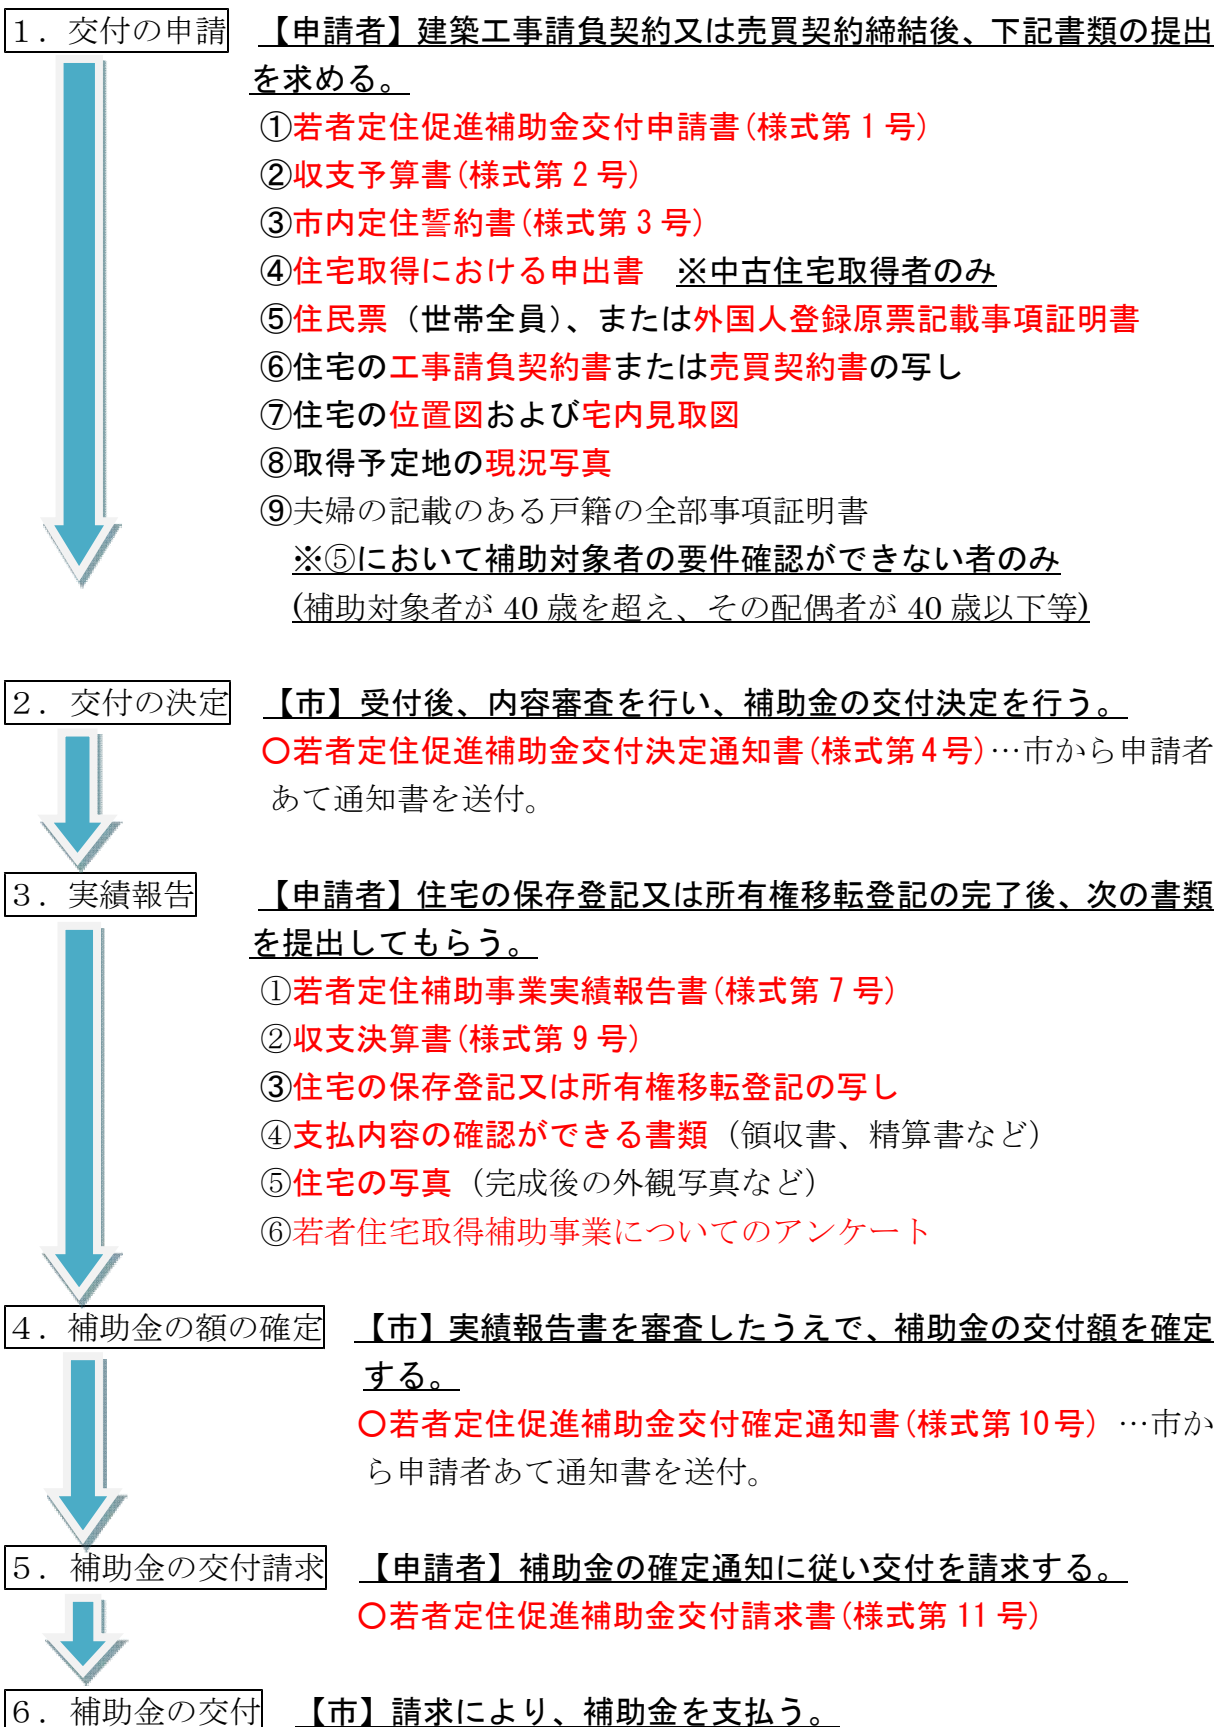 １．交付の申請　【申請者】建築工事請負契約又は売買契約締結後、下記書類の提出
を求める。
①若者定住促進補助金交付申請書(様式第1号)
②収支予算書(様式第2号)
③市内定住誓約書(様式第3号)
④住宅取得における申出書　※中古住宅取得者のみ
⑤住民票（世帯全員）、または外国人登録原票記載事項証明書
⑥住宅の工事請負契約書または売買契約書の写し
⑦住宅の位置図および宅内見取図
⑧取得予定地の現況写真
⑨夫婦の記載のある戸籍の全部事項証明書
※⑤において補助対象者の要件確認ができない者のみ
(補助対象者が 40 歳を超え、その配偶者が 40 歳以下等)
２．交付の決定　【市】受付後、内容審査を行い、補助金の交付決定を行う。
〇若者定住促進補助金交付決定通知書(様式第4号)…市から申請者
あて通知書を送付。
３．実績報告　【申請者】住宅の保存登記又は所有権移転登記の完了後、次の書類
を提出してもらう。
①若者定住補助事業実績報告書(様式第7号)
②収支決算書(様式第9号)
③住宅の保存登記又は所有権移転登記の写し
④支払内容の確認ができる書類（領収書、精算書など）
⑤住宅の写真（完成後の外観写真など）
⑥若者住宅取得補助事業についてのアンケート
４．補助金の額の確定　【市】実績報告書を審査したうえで、補助金の交付額を確定
する。
〇若者定住促進補助金交付確定通知書(様式第10号) …市か
ら申請者あて通知書を送付。
５．補助金の交付請求　【申請者】補助金の確定通知に従い交付を請求する。
〇若者定住促進補助金交付請求書(様式第 11 号)
６．補助金の交付　【市】請求により、補助金を支払う。